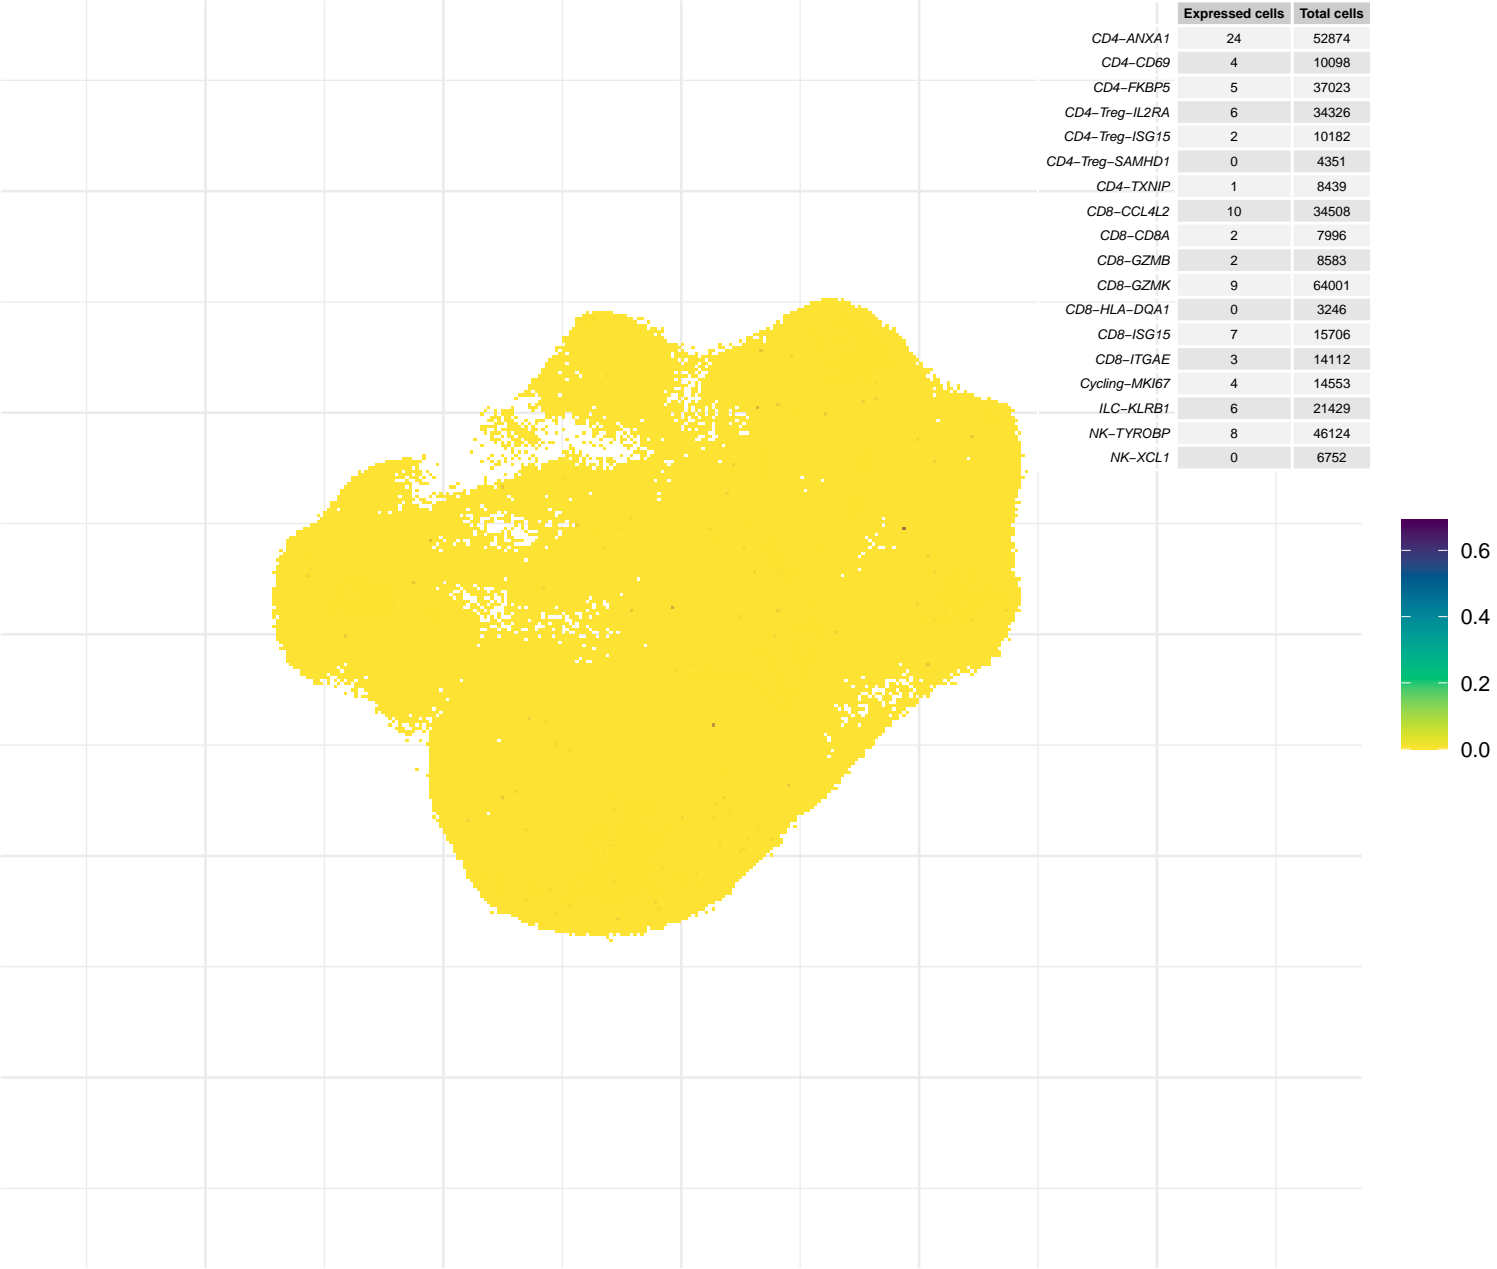 Expressed cells Total cells
CD4−ANXA1 24 52874
CD4−CD69 4 10098
CD4−FKBP5 5 37023
CD4−Treg−IL2RA 6 34326
CD4−Treg−ISG15 2 10182
CD4−Treg−SAMHD1 0 4351
CD4−TXNIP 1 8439
CD8−CCL4L2 10 34508
CD8−CD8A 2 7996
CD8−GZMB 2 8583
CD8−GZMK 9 64001
CD8−HLA−DQA1 0 3246
CD8−ISG15 7 15706
CD8−ITGAE 3 14112
Cycling−MKI67 4 14553
ILC−KLRB1 6 21429
NK−TYROBP 8 46124
NK−XCL1 0 6752
0.6
0.4
0.2
0.0